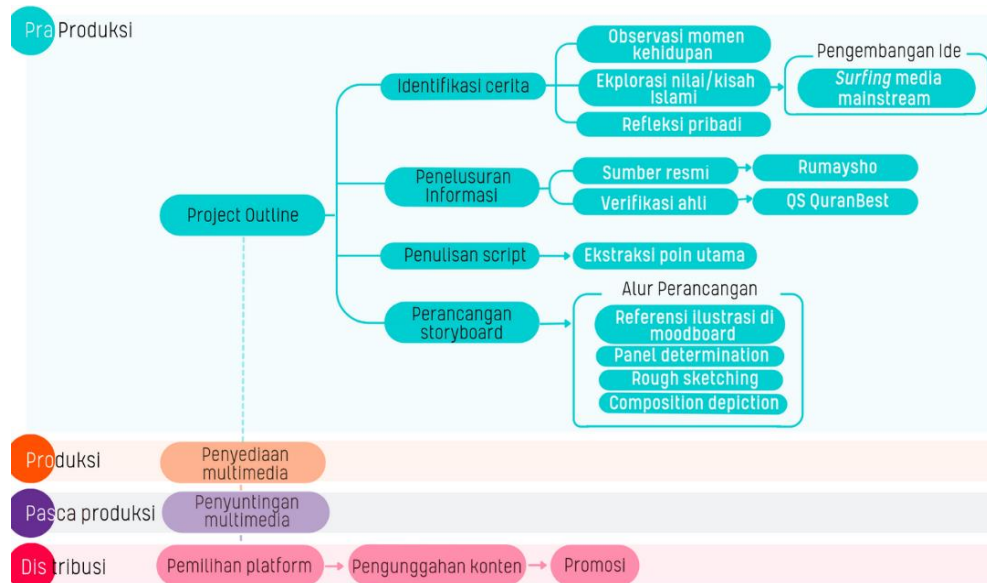 Pra Produksi
Project Outline
Identifikasi cerita
Observasi momen
kehidupan
Ekplorasi nilai/kisah
Islami
Refleksi pribadi
Pengembangan Ide
Surfing media
mainstream
Penelusuran
Informasi
Sumber resmi
Rumaysho
Verifikasi ahli
QS QuranBest
Penulisan script
Ekstraksi poin utama
Perancangan
storyboard
Alur Perancangan
Referensi ilustrasi di
moodboard
Panel determination
Rough sketching
Composition depiction
Produksi
Penyediaan
multimedia
Pasca produksi
Penyuntingan
multimedia
Distribusi
Pemilihan platform
Pengunggahan konten
Promosi